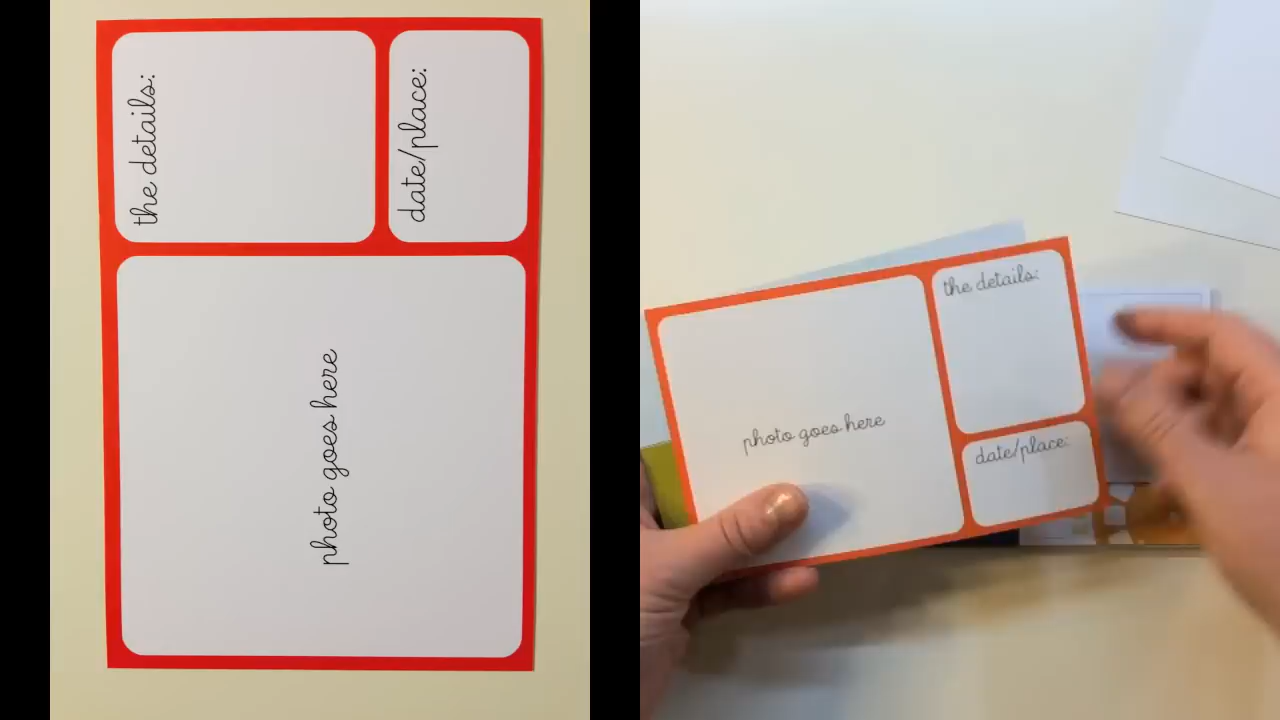 the details:
date/place:
photo goes here
the details:
photo goes here
date/place: